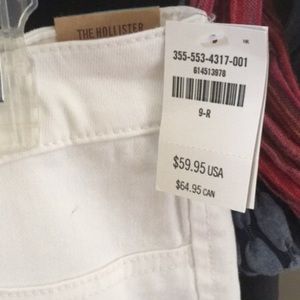 THE HOLLISTER
355-553-4317-001
614513978
9-R
$59.95 USA
$64.95 CAN